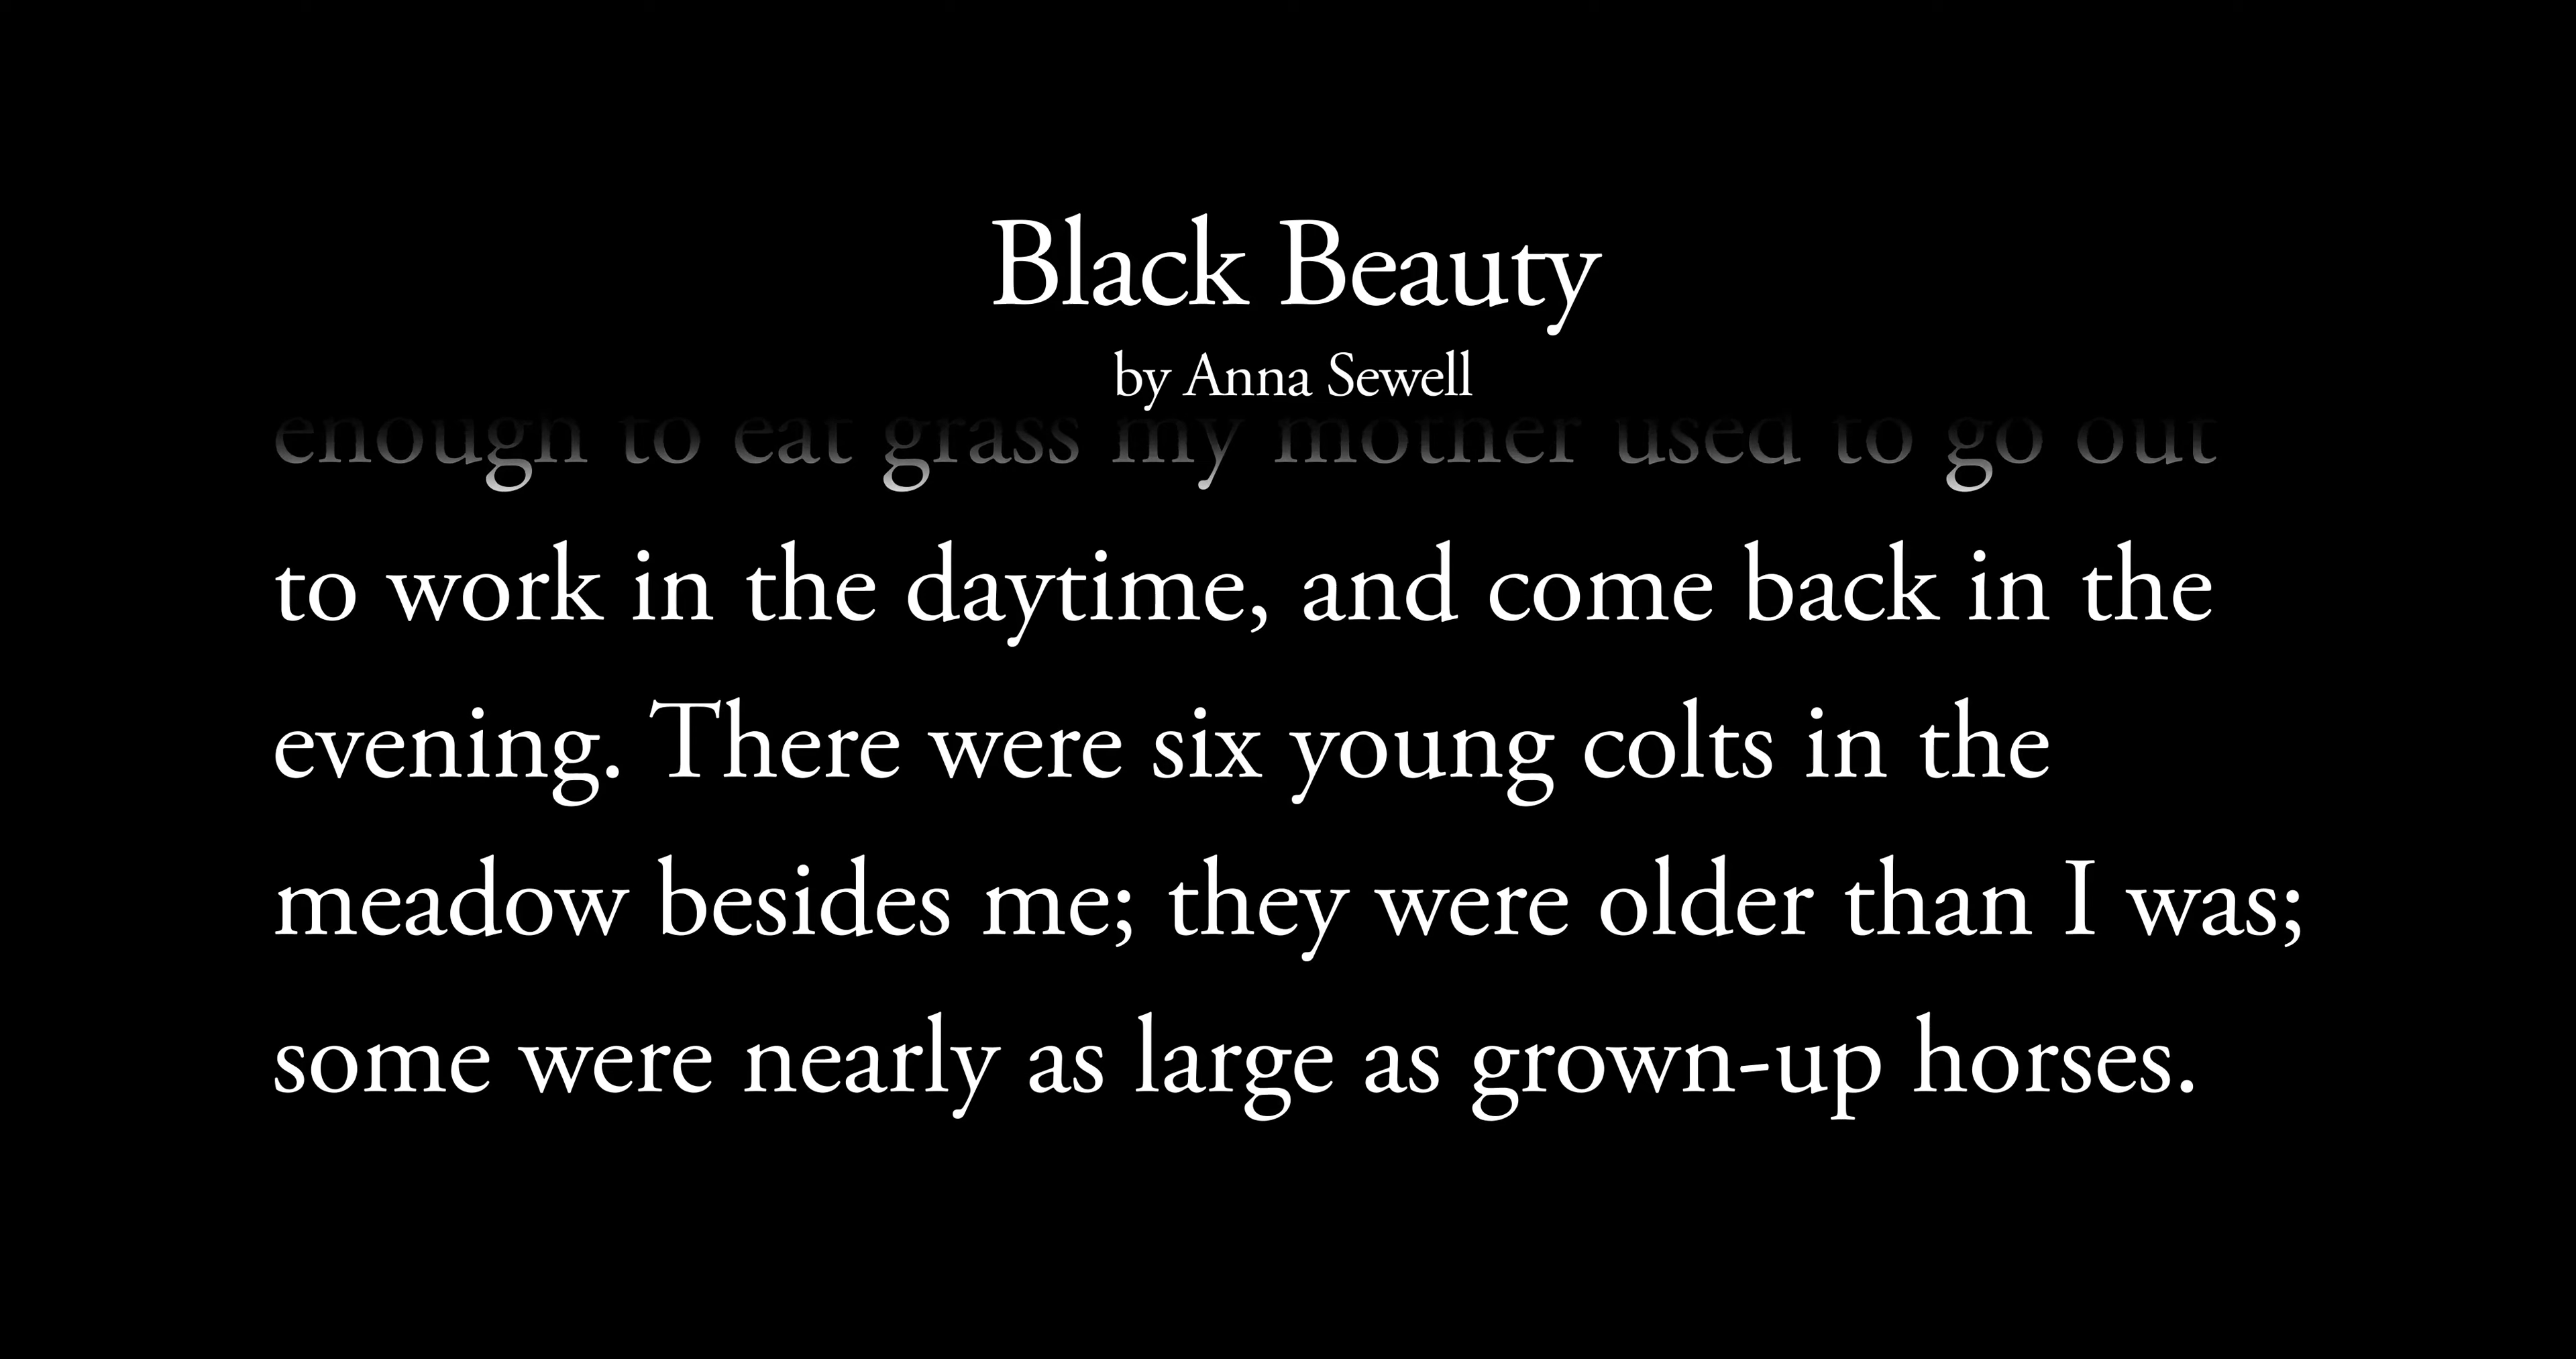 Black Beauty
by Anna Sewell
enough to eat grass my mother used to go out
to work in the daytime, and come back in the
evening. There were six young colts in the
meadow besides me; they were older than I was;
some were nearly as large as grown-up horses.